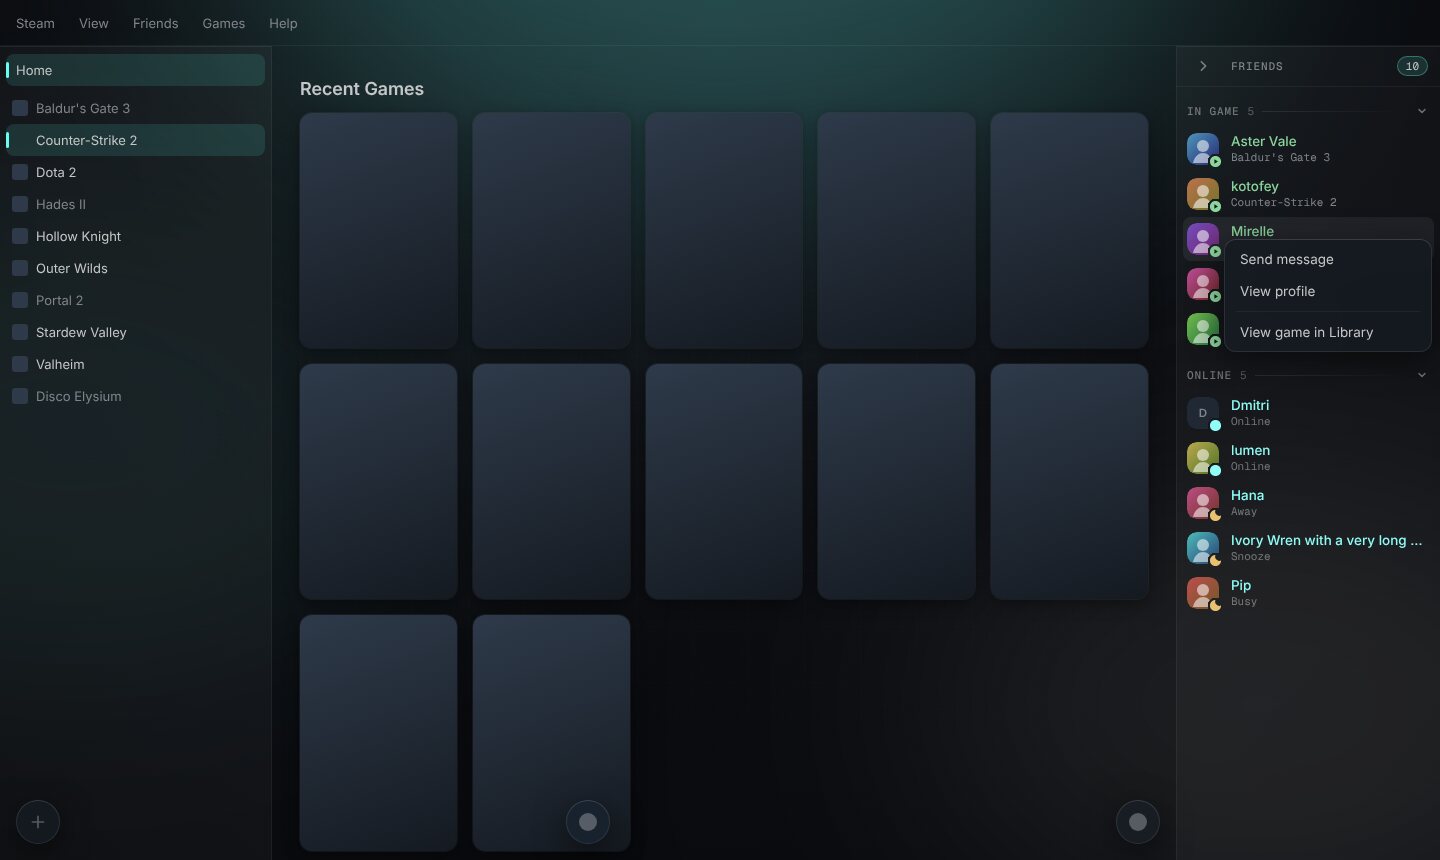 Steam View Friends Games Help
Home
Baldur's Gate 3
Counter-Strike 2
Dota 2
Hades II
Hollow Knight
Outer Wilds
Portal 2
Stardew Valley
Valheim
Disco Elysium
Recent Games
FRIENDS 10
IN GAME 5
Aster Vale
Baldur's Gate 3
kotofey
Counter-Strike 2
Mirelle
Send message
View profile
View game in Library
ONLINE 5
D
Dmitri
Online
lumen
Online
Hana
Away
Ivory Wren with a very long ...
Snooze
Pip
Busy